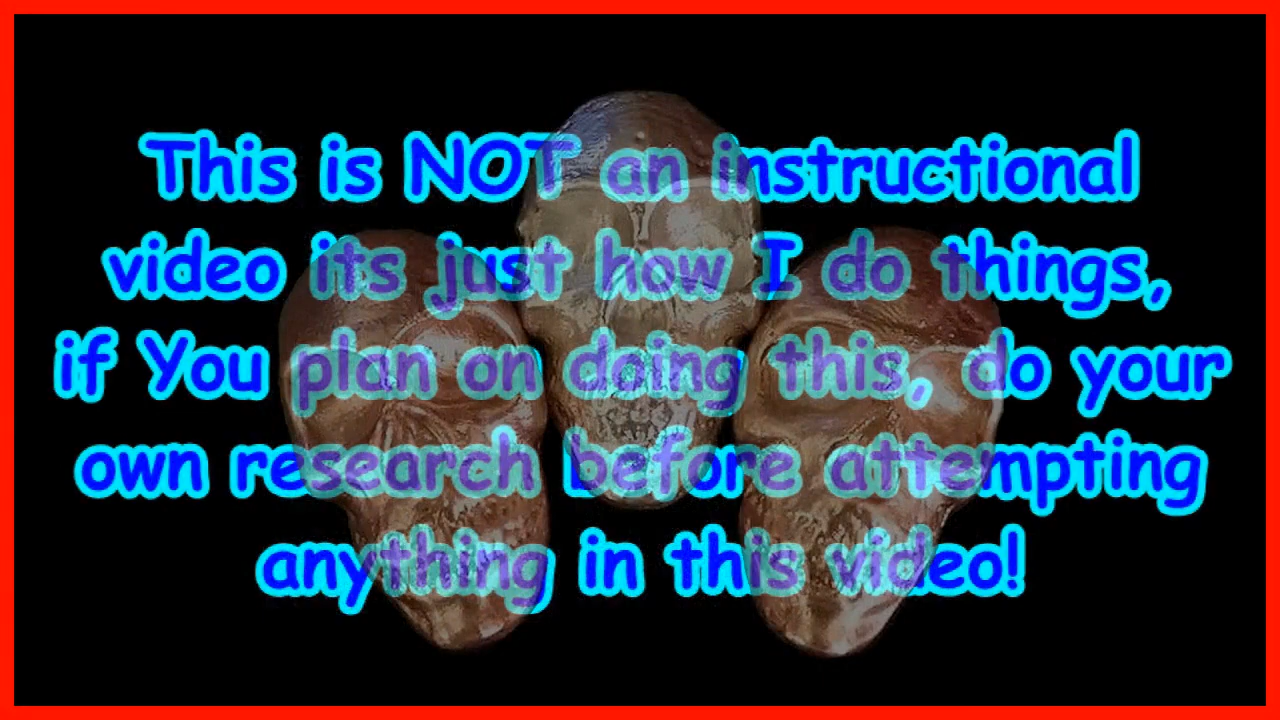 This is NOT an instructional
video its just how I do things,
if You plan on doing this, do your
own research before attempting
anything in this video!